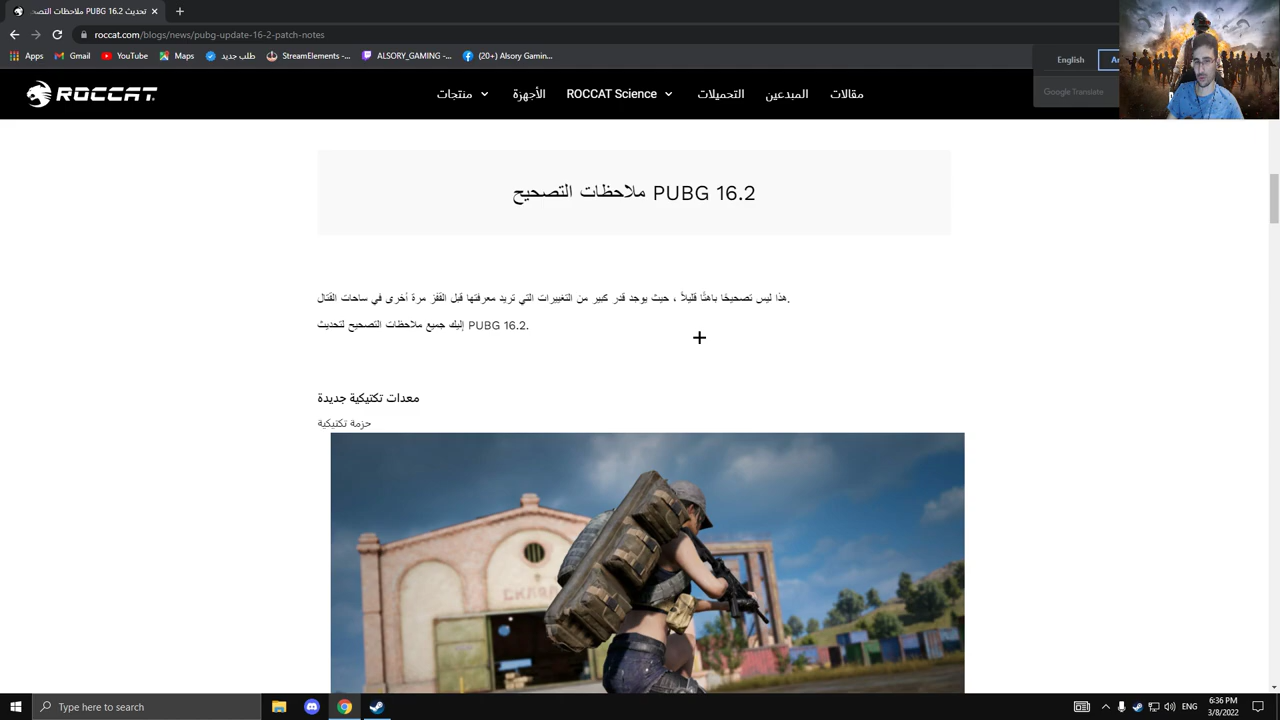 تحديث PUBG 16.2 ملاحظات التصح
roccat.com/blogs/news/pubg-update-16-2-patch-notes
Apps
Gmail
YouTube
Maps
طلب جديد
StreamElements -...
ALSORY_GAMING -...
(20+) Alsory Gamin...
English
Google Translate
ROCCAT
منتجات
الأجهزة
ROCCAT Science
التحميلات
المبدعين
مقالات
PUBG 16.2 ملاحظات التصحيح
هذا ليس تصحيحًا باهتًا قليلاً ، حيث يوجد قدر كبير من التغييرات التي تريد معرفتها قبل القفز مرة أخرى في ساحات القتال.
إليك جميع ملاحظات التصحيح لتحديث PUBG 16.2.
معدات تكتيكية جديدة
حزمة تكتيكية
Type here to search
ENG
6:36 PM
3/8/2022